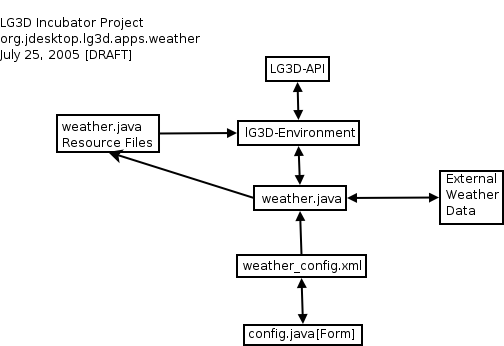 LG3D Incubator Project
org.jdesktop.lg3d.apps.weather
July 25, 2005 [DRAFT]
LG3D-API
weather.java
Resource Files
lG3D-Environment
weather.java
External
Weather
Data
weather_config.xml
config.java[Form]